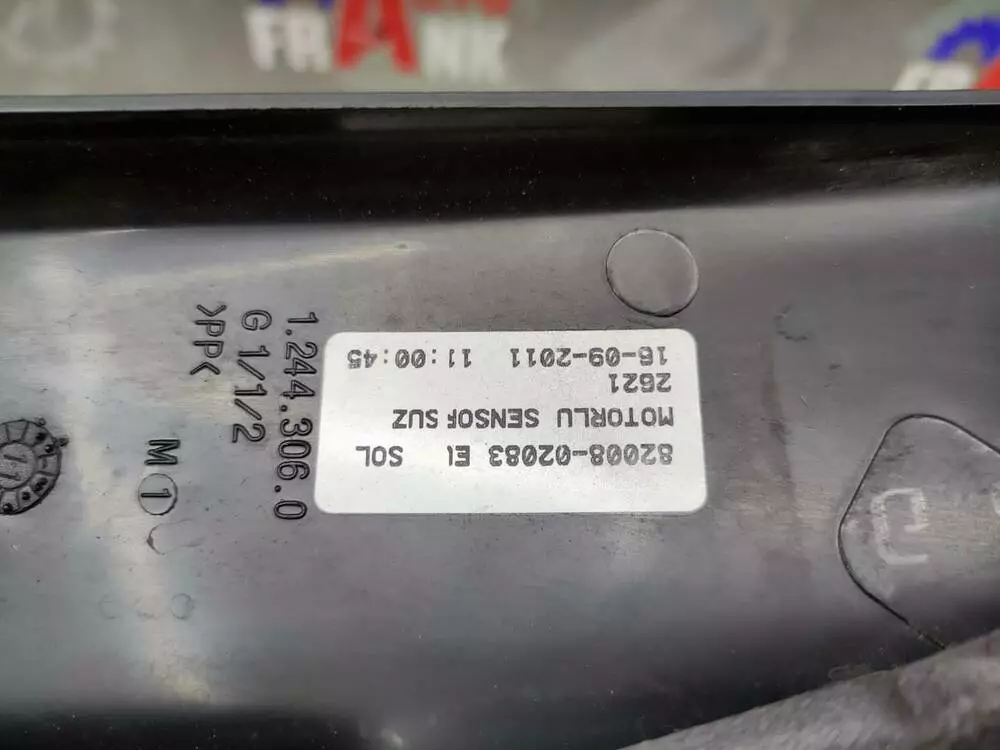 FRANK
1.244.306.0
G 1/1/2
>PP<
M 1
82008-02083 SOL
MOTORLU SENSOR SUZ
2621
16-09-2011 11:00:45